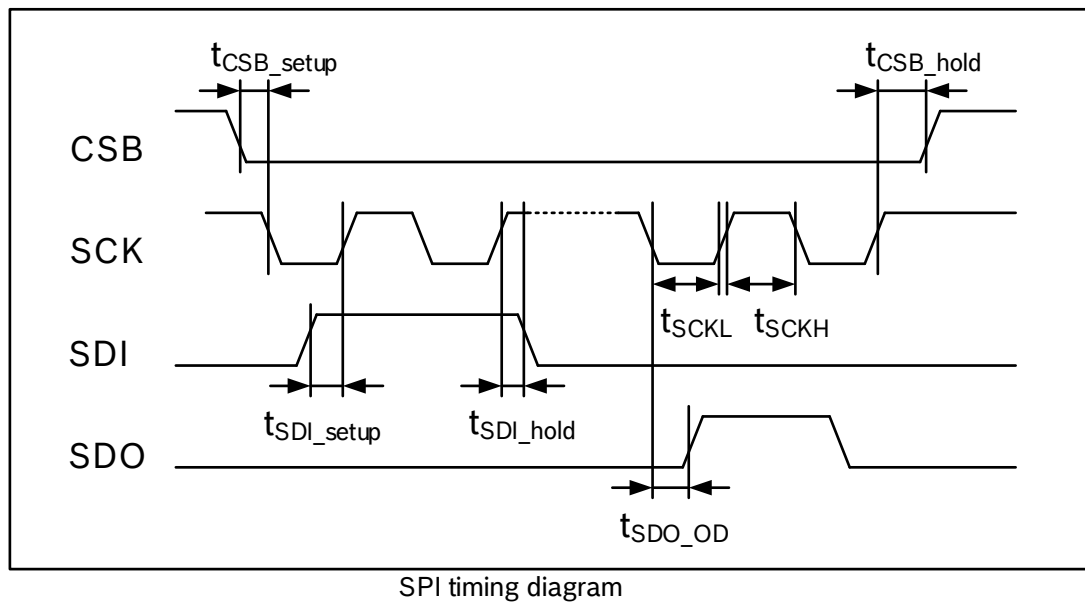 tCSB_setup
tCSB_hold
CSB
SCK
tSCKL
tSCKH
SDI
tSDI_setup
tSDI_hold
SDO
tSDO_OD
SPI timing diagram